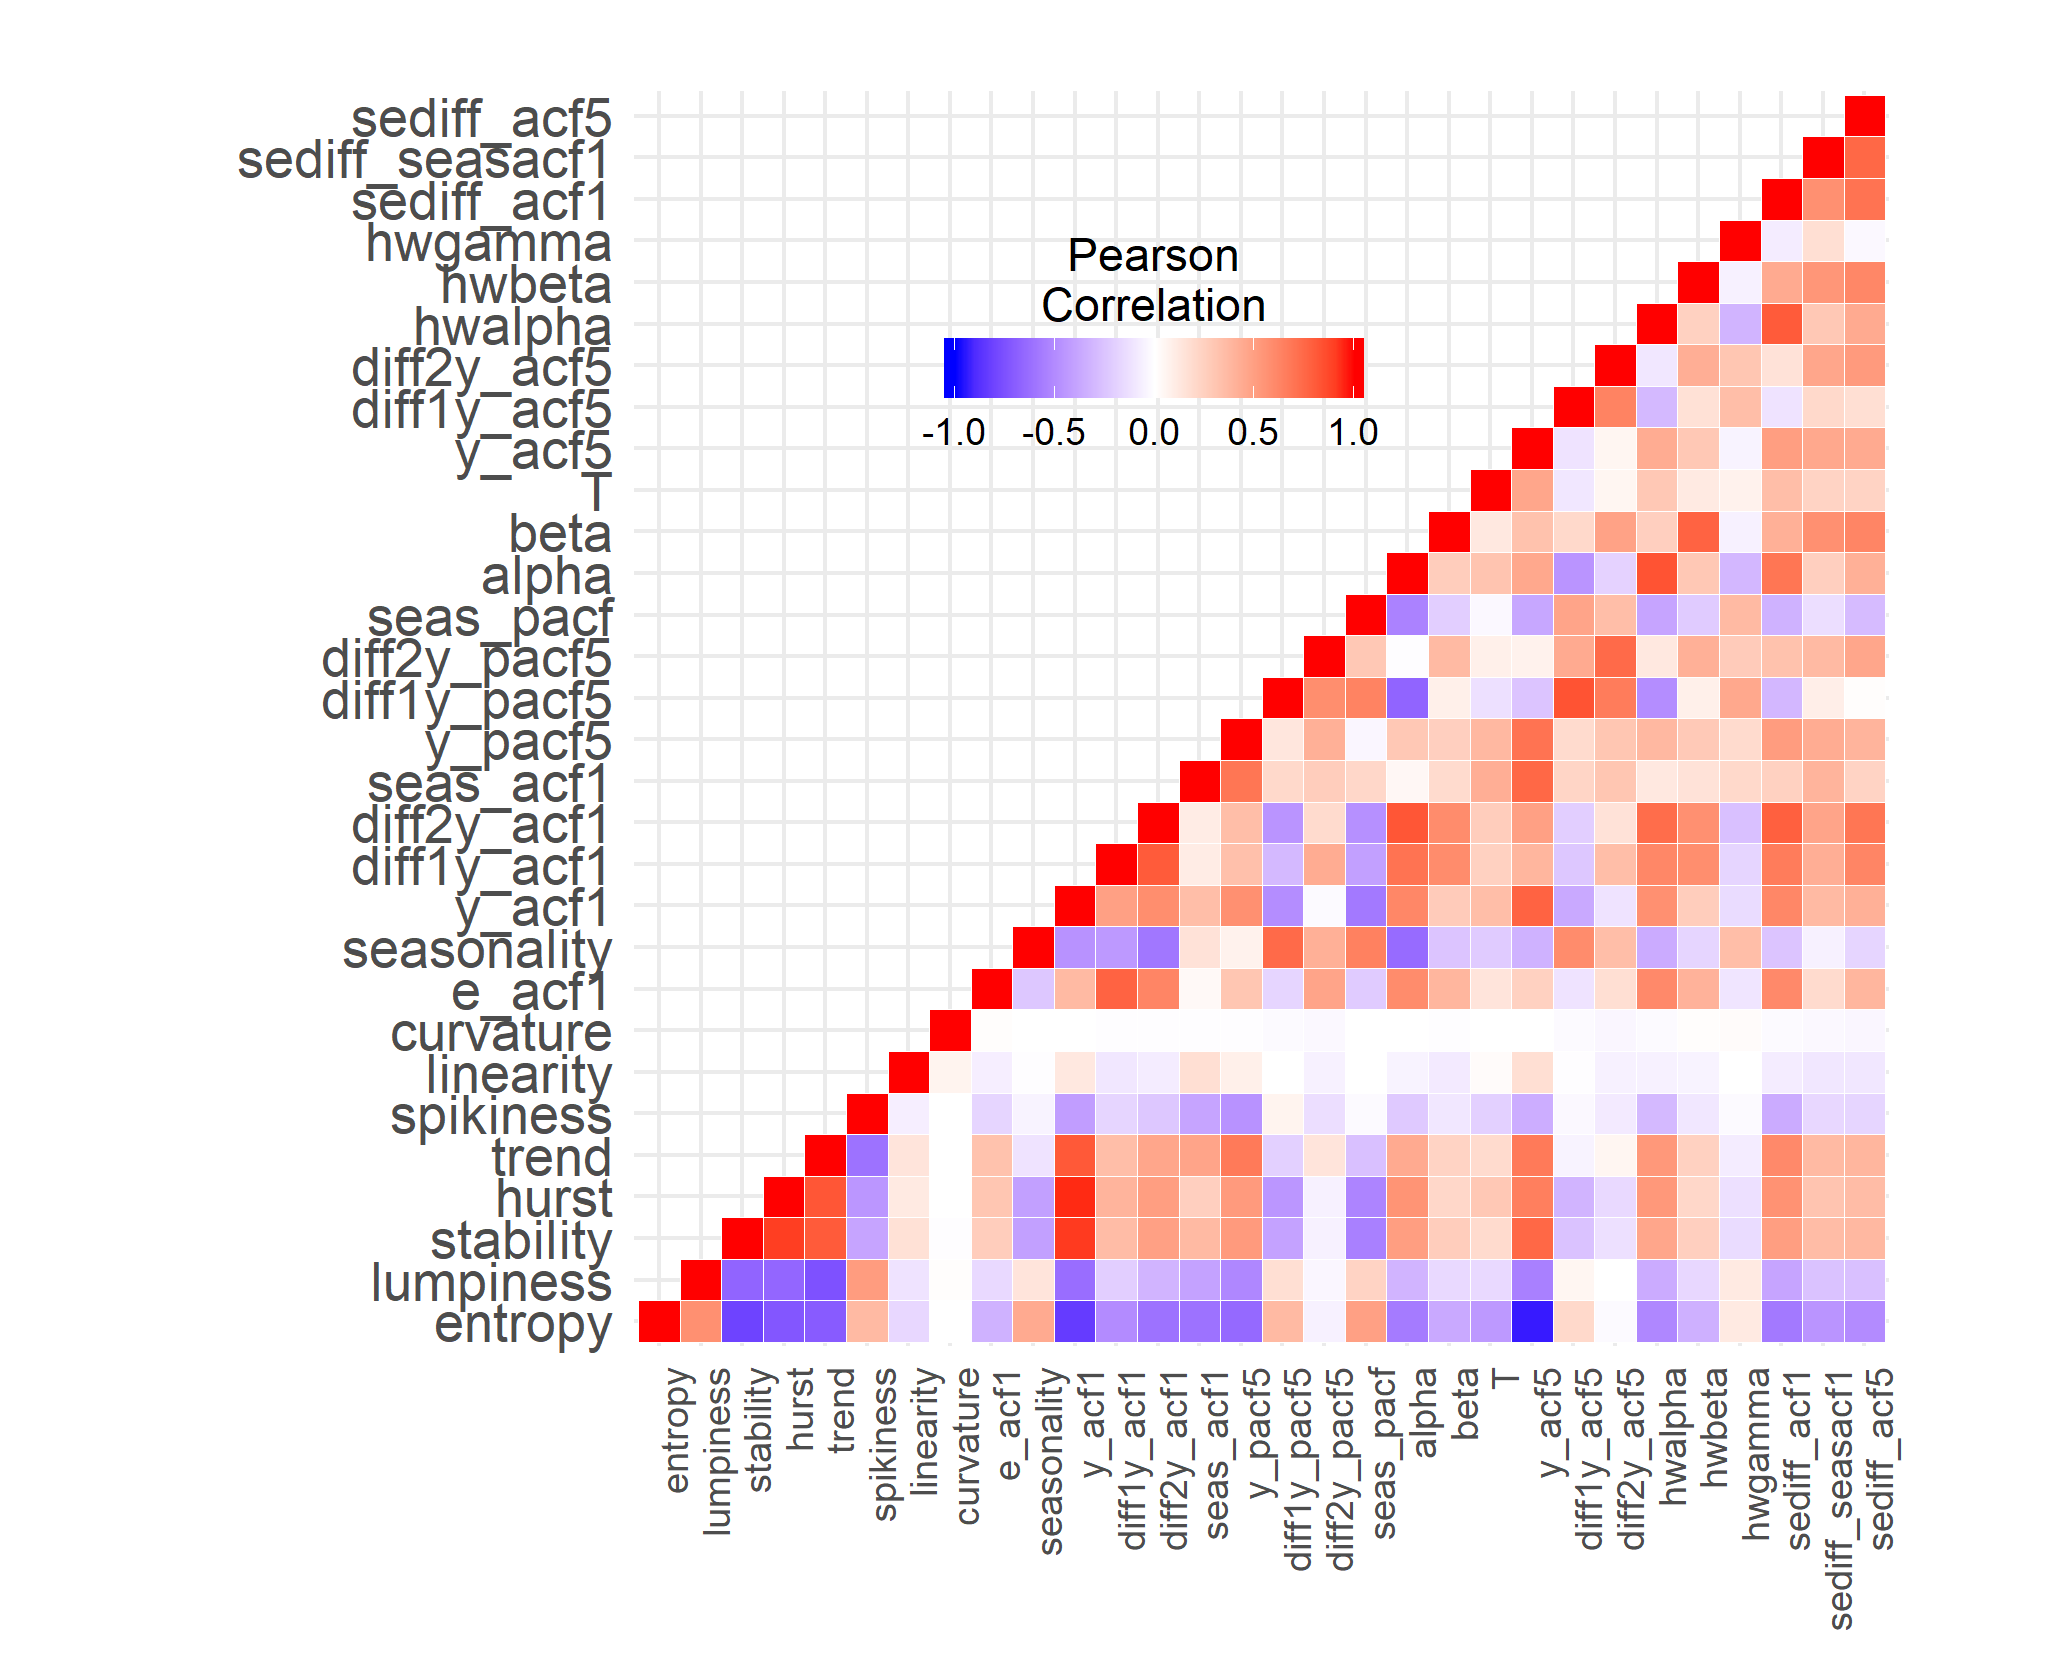 sediff_acf5
sediff_seasacf1
sediff_acf1
hwgamma
hwbeta
hwalpha
diff2y_acf5
diff1y_acf5
y_acf5
T
beta
alpha
seas_pacf
diff2y_pacf5
diff1y_pacf5
y_pacf5
seas_acf1
diff2y_acf1
diff1y_acf1
y_acf1
seasonality
e_acf1
curvature
linearity
spikiness
trend
hurst
stability
lumpiness
entropy
Pearson
Correlation
-1.0 -0.5 0.0 0.5 1.0
entropy
lumpiness
stability
hurst
trend
spikiness
linearity
curvature
e_acf1
seasonality
y_acf1
diff1y_acf1
diff2y_acf1
seas_acf1
y_pacf5
diff1y_pacf5
diff2y_pacf5
seas_pacf
alpha
beta
T
y_acf5
diff1y_acf5
diff2y_acf5
hwalpha
hwbeta
hwgamma
sediff_acf1
sediff_seasacf1
sediff_acf5